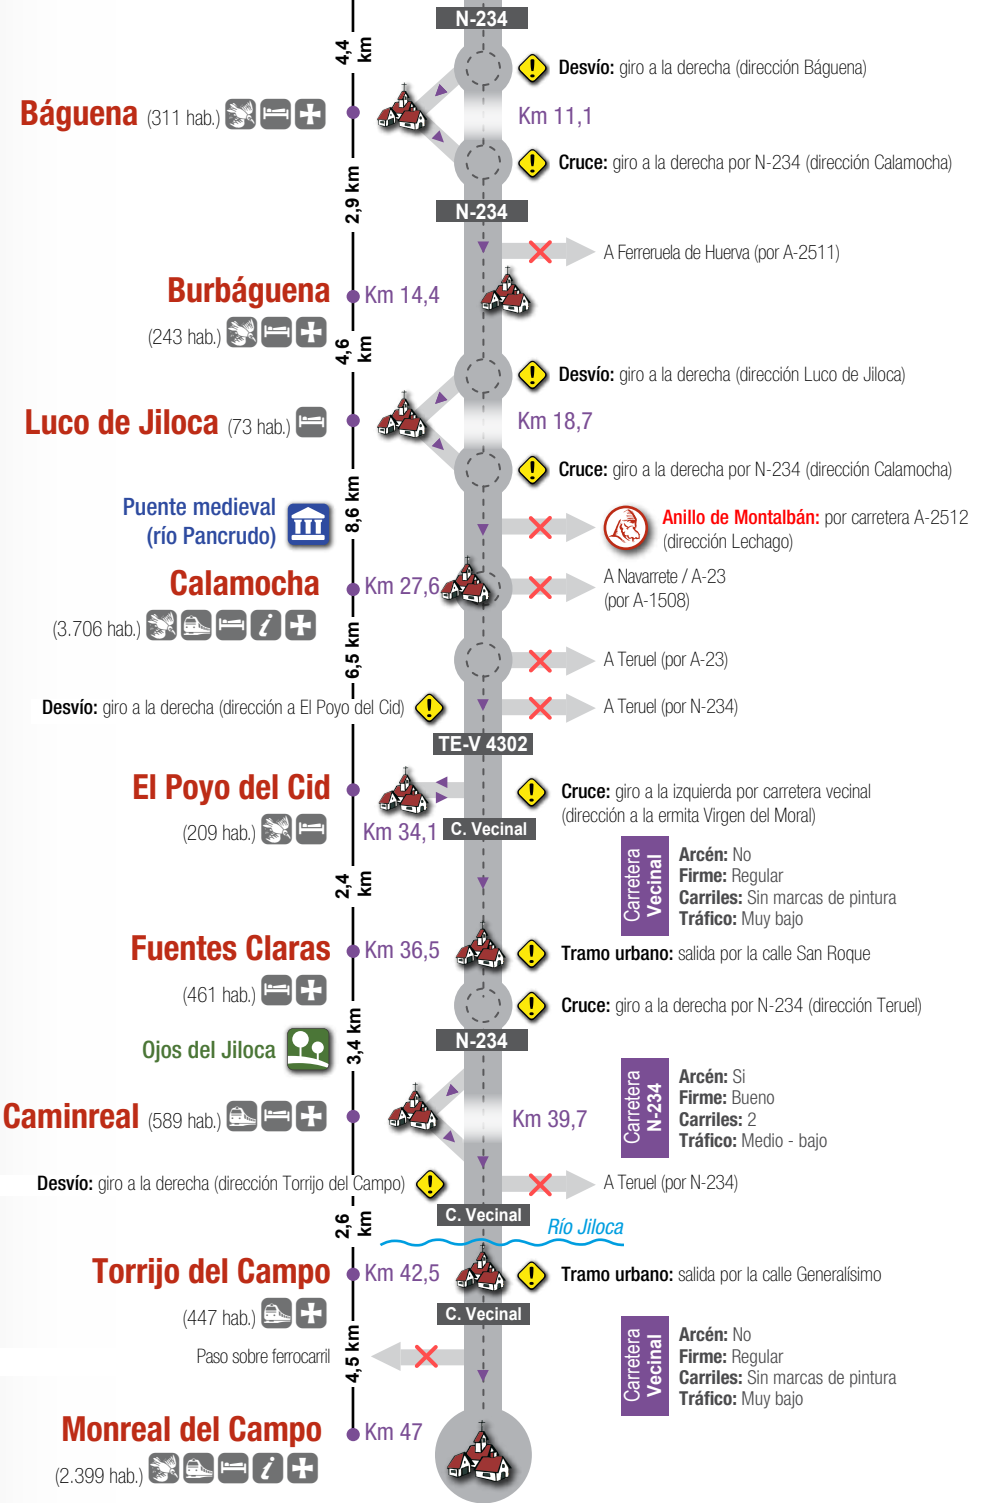 N-234
4,4 km
Desvío: giro a la derecha (dirección Báguena)
Báguena (311 hab.)
Km 11,1
Cruce: giro a la derecha por N-234 (dirección Calamocha)
2,9 km
N-234
A Ferreruela de Huerva (por A-2511)
Burbáguena
Km 14,4
(243 hab.)
4,6 km
Desvío: giro a la derecha (dirección Luco de Jiloca)
Luco de Jiloca (73 hab.)
Km 18,7
Cruce: giro a la derecha por N-234 (dirección Calamocha)
8,6 km
Puente medieval
(río Pancrudo)
Anillo de Montalbán: por carretera A-2512
(dirección Lechago)
Calamocha
Km 27,6
A Navarrete / A-23
(por A-1508)
(3.706 hab.)
i
6,5 km
A Teruel (por A-23)
Desvío: giro a la derecha (dirección a El Poyo del Cid)
A Teruel (por N-234)
TE-V 4302
El Poyo del Cid
Cruce: giro a la izquierda por carretera vecinal
(dirección a la ermita Virgen del Moral)
(209 hab.)
Km 34,1
C. Vecinal
Carretera
Vecinal
Arcén: No
Firme: Regular
Carriles: Sin marcas de pintura
Tráfico: Muy bajo
2,4 km
Fuentes Claras
Km 36,5
Tramo urbano: salida por la calle San Roque
(461 hab.)
Cruce: giro a la derecha por N-234 (dirección Teruel)
3,4 km
N-234
Ojos del Jiloca
Carretera
N-234
Arcén: Si
Firme: Bueno
Carriles: 2
Tráfico: Medio - bajo
Caminreal (589 hab.)
Km 39,7
Desvío: giro a la derecha (dirección Torrijo del Campo)
A Teruel (por N-234)
2,6 km
C. Vecinal
Río Jiloca
Torrijo del Campo
Km 42,5
Tramo urbano: salida por la calle Generalísimo
(447 hab.)
C. Vecinal
4,5 km
Paso sobre ferrocarril
Carretera
Vecinal
Arcén: No
Firme: Regular
Carriles: Sin marcas de pintura
Tráfico: Muy bajo
Monreal del Campo
Km 47
(2.399 hab.)
i